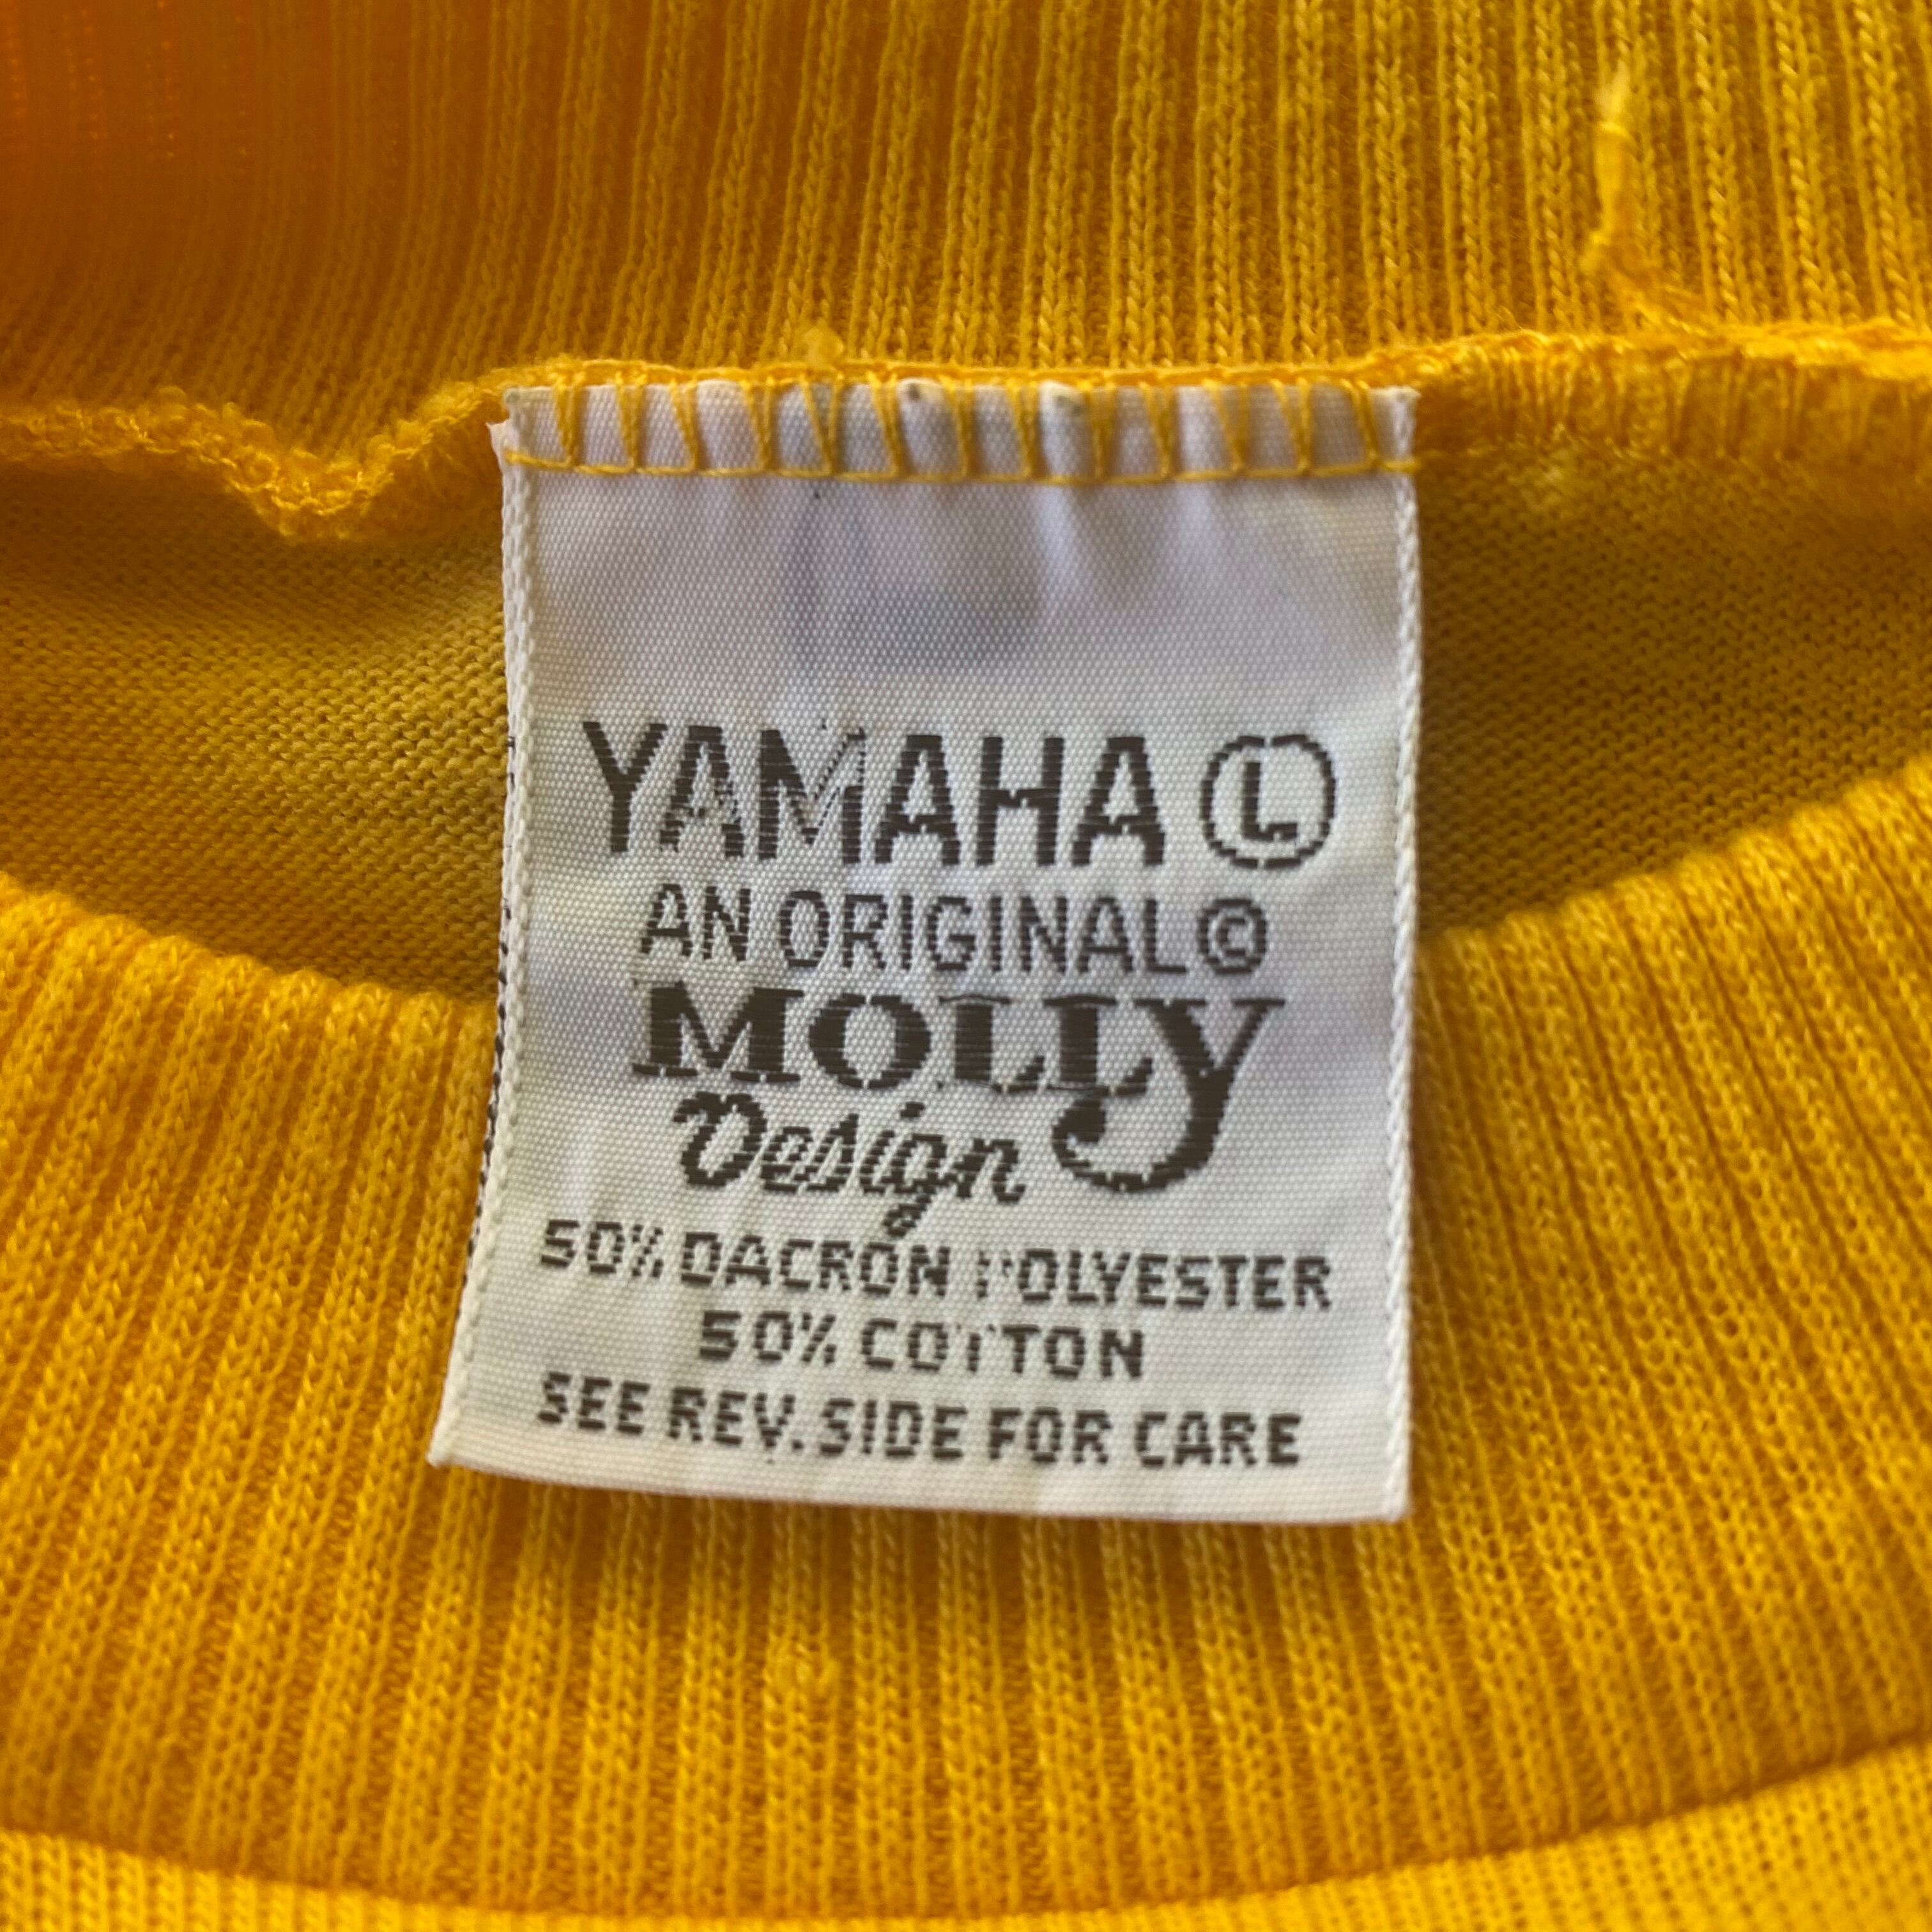 YAMAHA Ⓛ
AN ORIGINAL ©
MOLLY
Design
50% DACRON POLYESTER
50% COTTON
SEE REV. SIDE FOR CARE